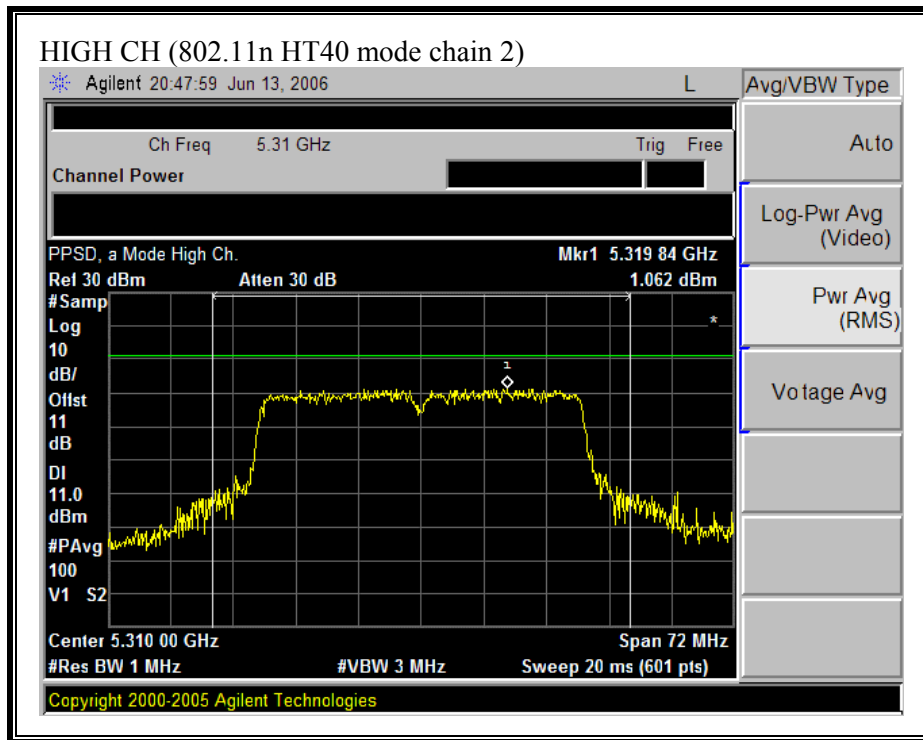 HIGH CH (802.11n HT40 mode chain 2)
Agilent 20:47:59 Jun 13, 2006 L
Avg/VBW Type
Ch Freq 5.31 GHz Trig Free
Channel Power
Auto
Log-Pwr Avg
(Video)
Pwr Avg
(RMS)
Voltage Avg
PPSD, a Mode High Ch.
Mkr1 5.319 84 GHz
Ref 30 dBm Atten 30 dB 1.062 dBm
#Samp
Log
10
dB/
Offst
11
dB
DI
11.0
dBm
#PAvg
100
V1 S2
*
1
Center 5.310 00 GHz Span 72 MHz
#Res BW 1 MHz #VBW 3 MHz Sweep 20 ms (601 pts)
Copyright 2000-2005 Agilent Technologies